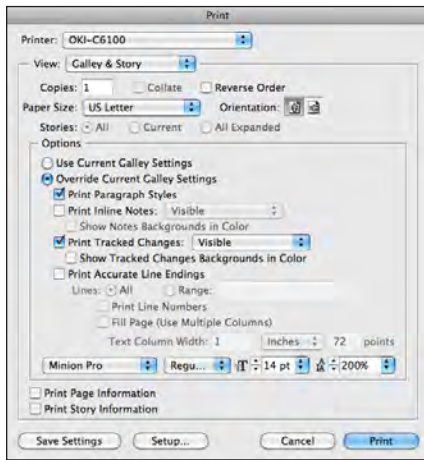 Print
Printer: OKI-C6100
View: Galley & Story
Copies: 1 Collate Reverse Order
Paper Size: US Letter Orientation:
Stories: All Current All Expanded
Options
Use Current Galley Settings
Override Current Galley Settings
Print Paragraph Styles
Print Inline Notes: Visible
Show Notes Backgrounds in Color
Print Tracked Changes: Visible
Show Tracked Changes Backgrounds in Color
Print Accurate Line Endings
Lines: All Range:
Print Line Numbers
Fill Page (Use Multiple Columns)
Text Column Width: 1 Inches 72 points
Minion Pro Regu... 14 pt 200%
Print Page Information
Print Story Information
Save Settings Setup... Cancel Print